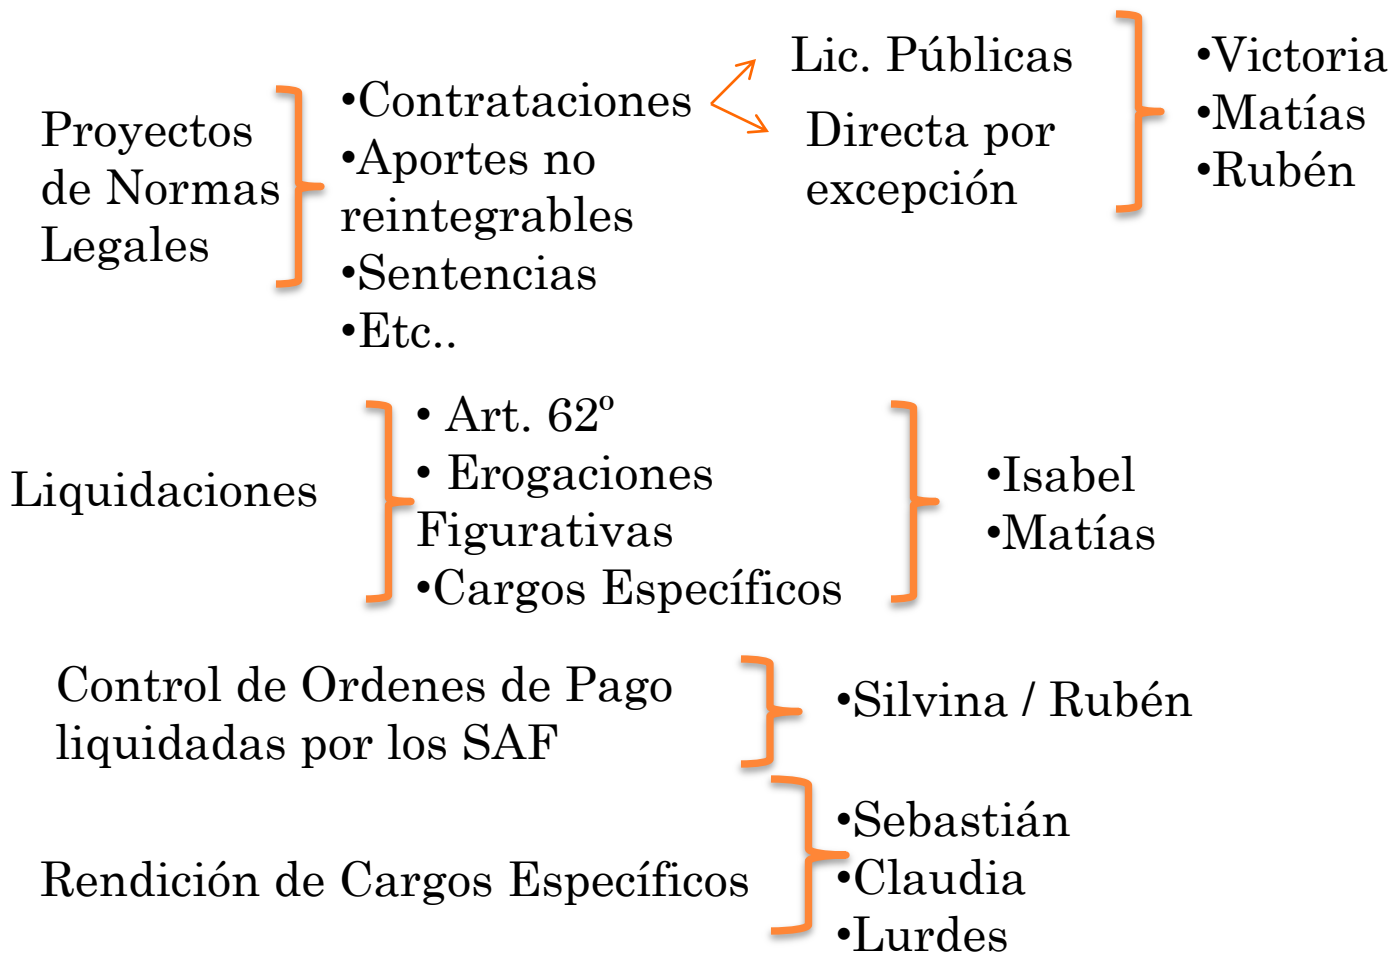 Proyectos
de Normas
Legales
•Contrataciones
•Aportes no
reintegrables
•Sentencias
•Etc..
Lic. Públicas
Directa por
excepción
•Victoria
•Matías
•Rubén
Liquidaciones
• Art. 62º
• Erogaciones
Figurativas
•Cargos Específicos
•Isabel
•Matías
Control de Ordenes de Pago
liquidadas por los SAF
•Silvina / Rubén
Rendición de Cargos Específicos
•Sebastián
•Claudia
•Lurdes